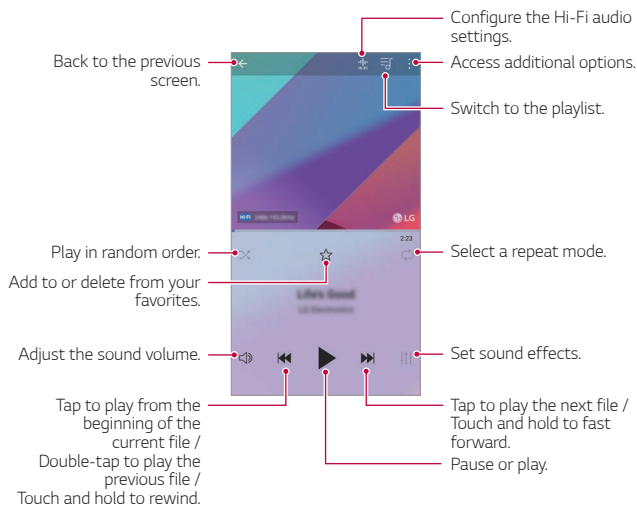 Configure the Hi-Fi audio
settings.
Back to the previous
screen.
Access additional options.
Switch to the playlist.
HI-FI
LG
2:23
Play in random order.
Select a repeat mode.
Add to or delete from your
favorites.
Life's Good
LG Electronics
Adjust the sound volume.
Set sound effects.
Tap to play from the
beginning of the
current file /
Double-tap to play the
previous file /
Touch and hold to rewind.
Tap to play the next file /
Touch and hold to fast
forward.
Pause or play.